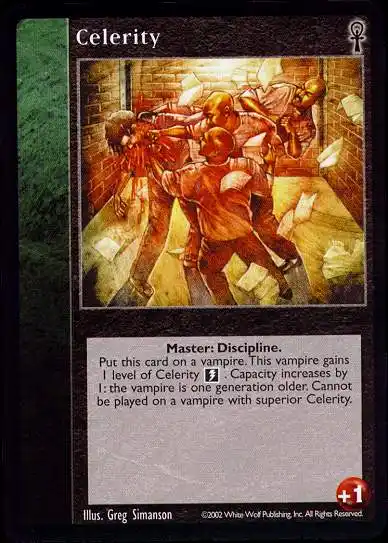 Celerity
Master: Discipline.
Put this card on a vampire. This vampire gains
1 level of Celerity . Capacity increases by
1: the vampire is one generation older. Cannot
be played on a vampire with superior Celerity.
+1
Illus. Greg Simanson
©2002 White Wolf Publishing, Inc. All Rights Reserved.